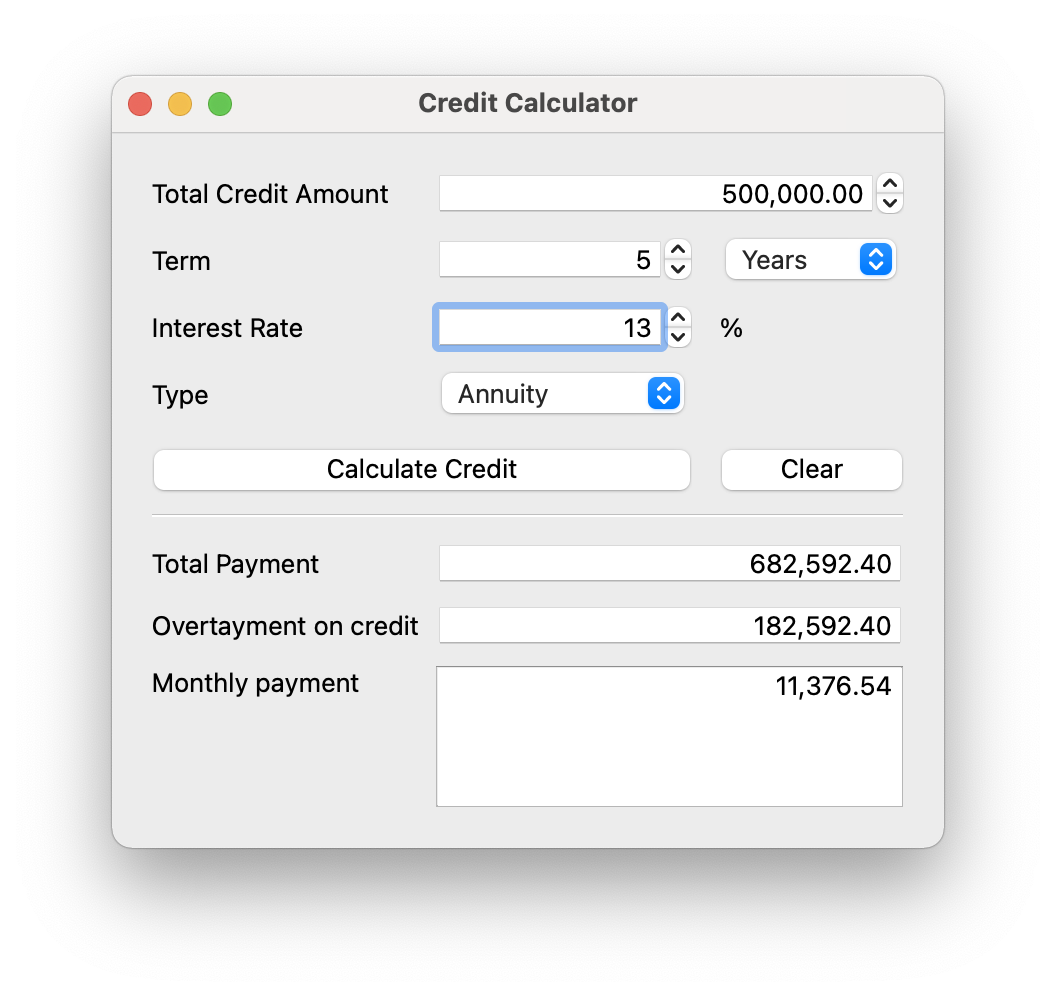 Credit Calculator
Total Credit Amount 500,000.00
Term 5 Years
Interest Rate 13 %
Type Annuity
Calculate Credit Clear
Total Payment 682,592.40
Overtayment on credit 182,592.40
Monthly payment 11,376.54